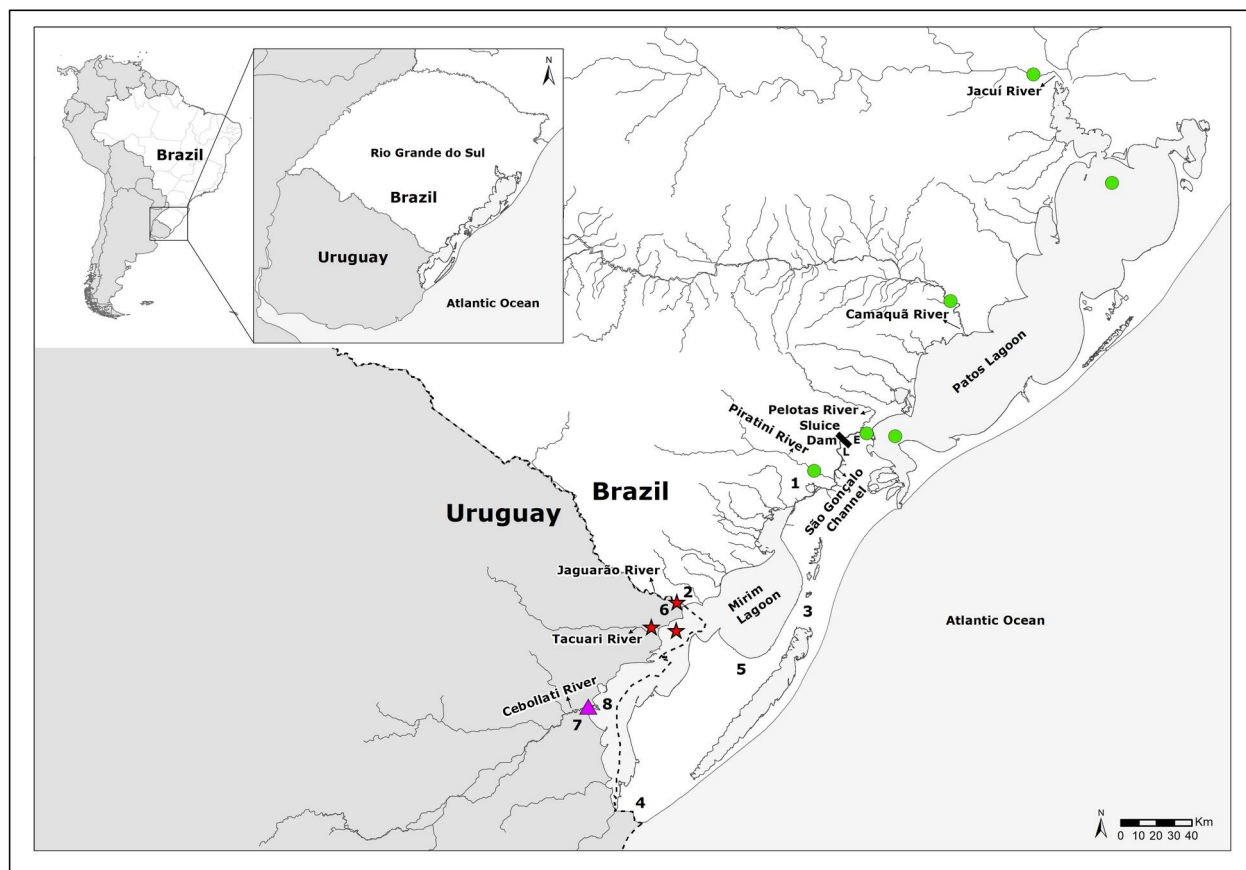 Brazil
N
Rio Grande do Sul
Brazil
Uruguay
Atlantic Ocean
Jacuí River
Camaquã River
Patos Lagoon
Pelotas River
Sluice
Dam
E
L
Piratini River
1
São Gonçalo
Channel
Brazil
Uruguay
Jaguarão River
2
6
Mirim
Lagoon
3
Tacuari River
Atlantic Ocean
5
Cebollati River
8
7
4
N
Km
0 10 20 30 40